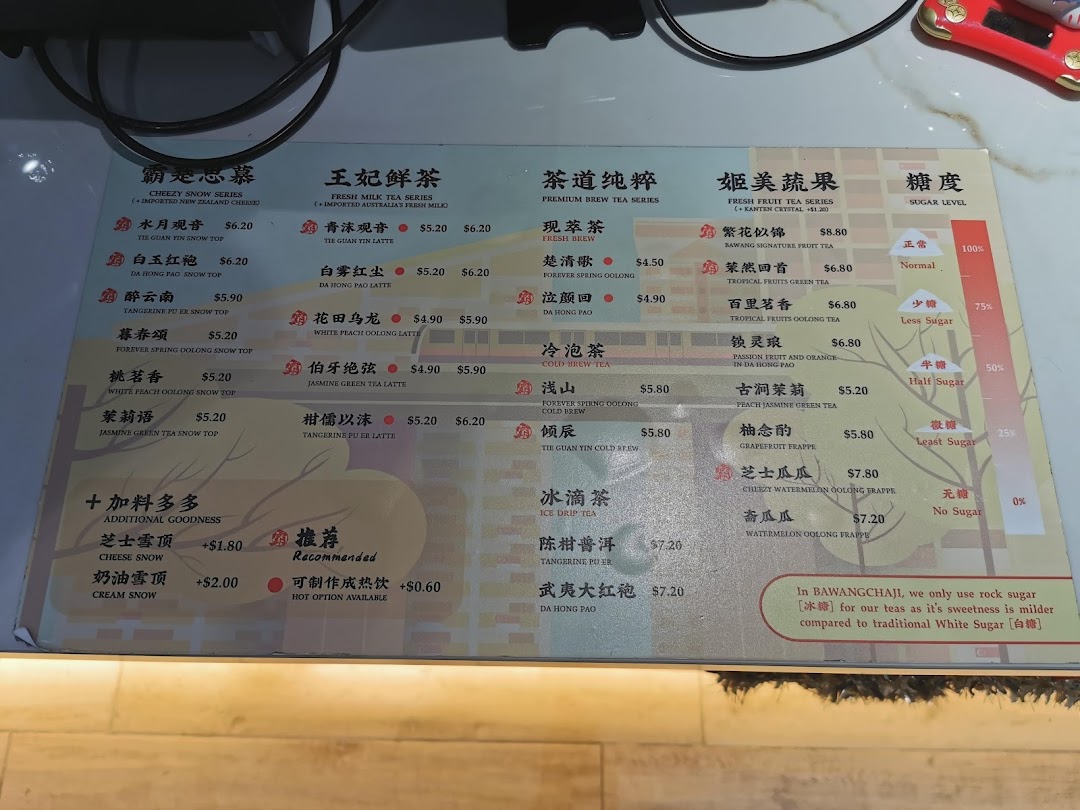 霸楚思慕
CHEEZY SNOW SERIES
(+ IMPORTED NEW ZEALAND CHEESE)
水月观音 $6.20
TIE GUAN YIN SNOW TOP
白玉红袍 $6.20
DA HONG PAO SNOW TOP
醉云南 $5.90
TANGERINE PU ER SNOW TOP
暮春颂 $5.20
FOREVER SPRING OOLONG SNOW TOP
桃茗香 $5.20
WHITE PEACH OOLONG SNOW TOP
茉莉语 $5.20
JASMINE GREEN TEA SNOW TOP
+加料多多
ADDITIONAL GOODNESS
芝士雪顶 +$1.80
CHEESE SNOW
奶油雪顶 +$2.00
CREAM SNOW
推荐
Recommended
可制作成热饮 +$0.60
HOT OPTION AVAILABLE
王妃鲜茶
FRESH MILK TEA SERIES
(+ IMPORTED AUSTRALIA'S FRESH MILK)
青沫观音 $5.20 $6.20
TIE GUAN YIN LATTE
白雾红尘 $5.20 $6.20
DA HONG PAO LATTE
花田乌龙 $4.90 $5.90
WHITE PEACH OOLONG LATTE
伯牙绝弦 $4.90 $5.90
JASMINE GREEN TEA LATTE
柑儒以沫 $5.20 $6.20
TANGERINE PU ER LATTE
茶道纯粹
PREMIUM BREW TEA SERIES
现萃茶
FRESH BREW
楚清歌 $4.50
FOREVER SPRING OOLONG
泣颜回 $4.90
DA HONG PAO
冷泡茶
COLD BREW TEA
浅山 $5.80
FOREVER SPIRNG OOLONG
COLD BREW
倾辰 $5.80
TIE GUAN YIN COLD BREW
冰滴茶
ICE DRIP TEA
陈柑普洱 $7.20
TANGERINE PU ER
武夷大红袍 $7.20
DA HONG PAO
姬美蔬果
FRESH FRUIT TEA SERIES
(+ KANTEN CRYSTAL +$1.20)
繁花似锦 $8.80
BAWANG SIGNATURE FRUIT TEA
茉然回首 $6.80
TROPICAL FRUITS GREEN TEA
百里茗香 $6.80
TROPICAL FRUITS OOLONG TEA
锁灵琅 $6.80
PASSION FRUIT AND ORANGE
IN DA HONG PAO
古涧茉莉 $5.20
PEACH JASMINE GREEN TEA
柚念酌 $5.80
GRAPEFRUIT FRAPPE
芝士瓜瓜 $7.80
CHEEZY WATERMELON OOLONG FRAPPE
斋瓜瓜 $7.20
WATERMELON OOLONG FRAPPE
糖度
SUGAR LEVEL
正常 100%
Normal
少糖 75%
Less Sugar
半糖 50%
Half Sugar
微糖 25%
Least Sugar
无糖 0%
No Sugar
In BAWANGCHAJI, we only use rock sugar
[冰糖] for our teas as it's sweetness is milder
compared to traditional White Sugar [白糖]